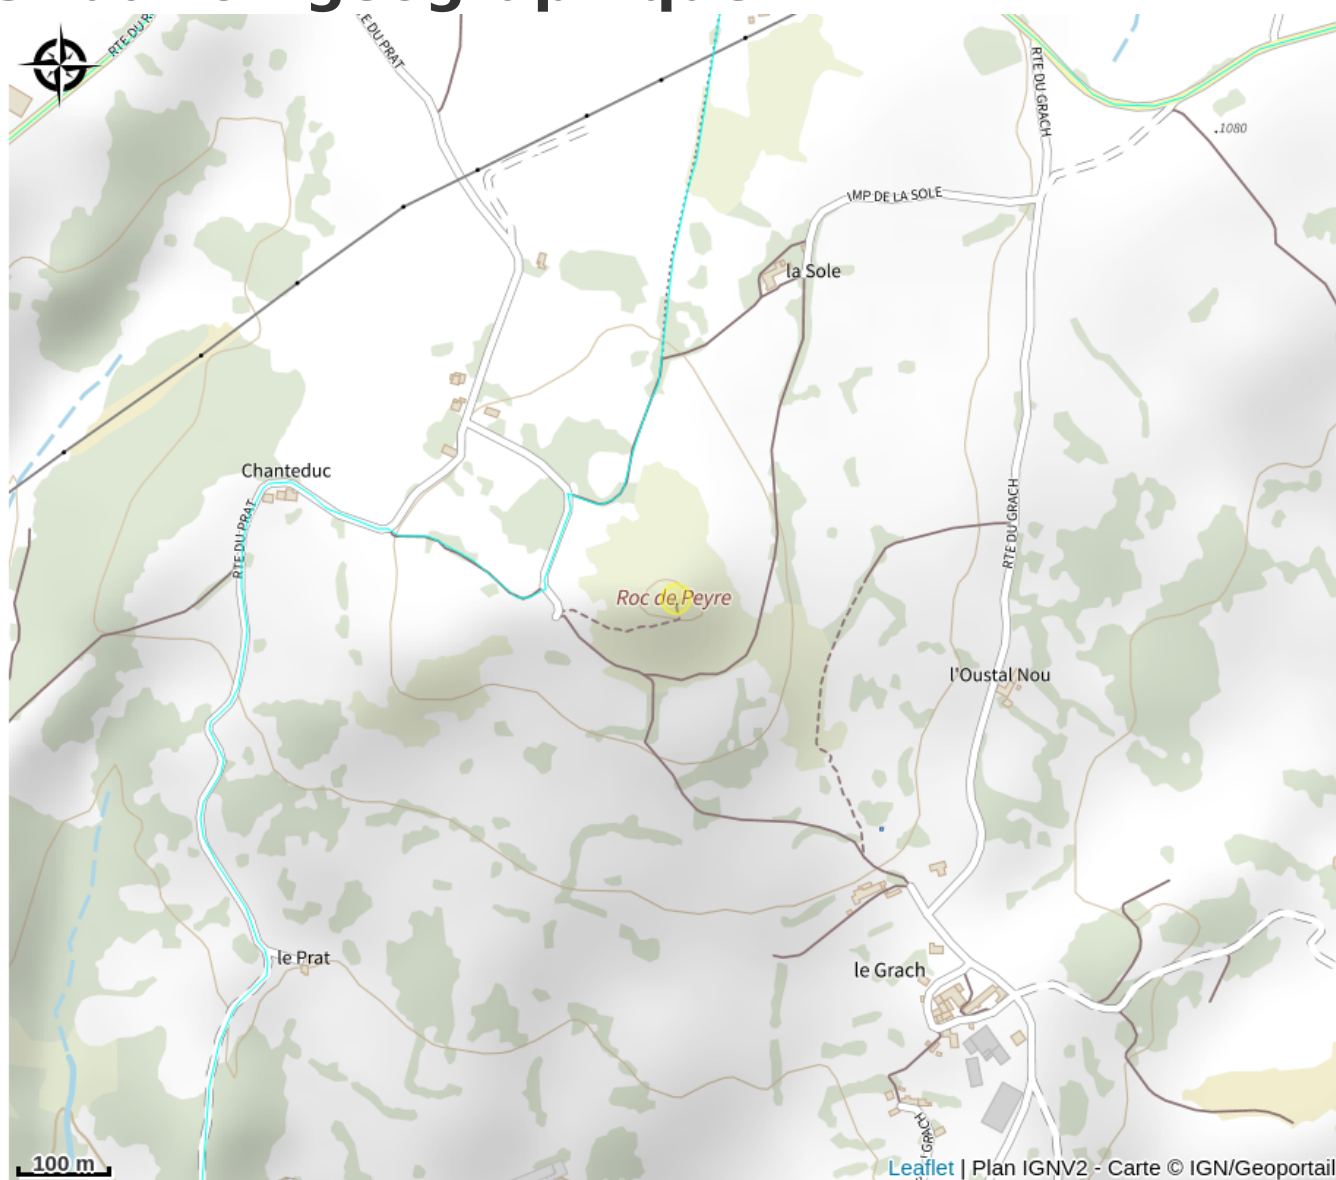 RTE DU R
E DU PRAT
RTE DU GRACH
.1080
IMP DE LA SOLE
la Sole
Chanteduc
RTE DU PRAT
RTE DU GRACH
Roc de Peyre
l'Oustal Nou
le Prat
le Grach
GRACH
100 m
Leaflet | Plan IGNV2 - Carte © IGN/Geoportail